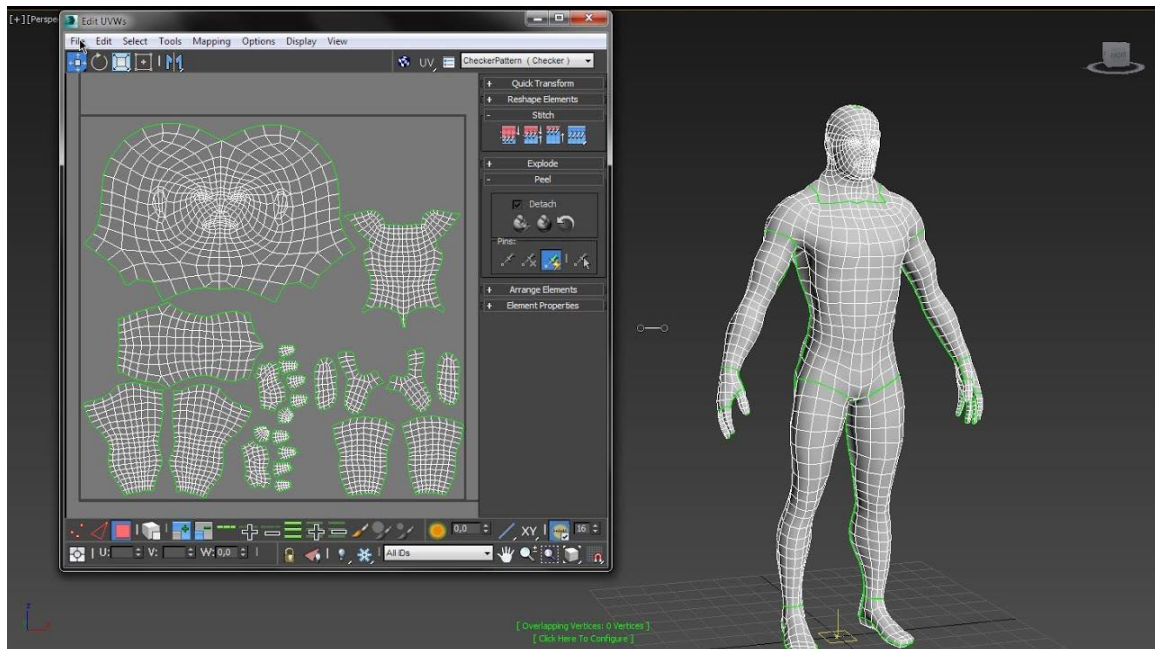 [+][Perspe
Edit UVWs
File Edit Select Tools Mapping Options Display View
UV CheckerPattern ( Checker )
+ Quick Transform
+ Reshape Elements
- Stitch
+ Explode
- Peel
Detach
Pins:
+ Arrange Elements
+ Element Properties
0,0 XY 16
U: V: W: 0,0 All IDs
[ Overlapping Vertices: 0 Vertices ]
[ Click Here To Configure ]
z
x